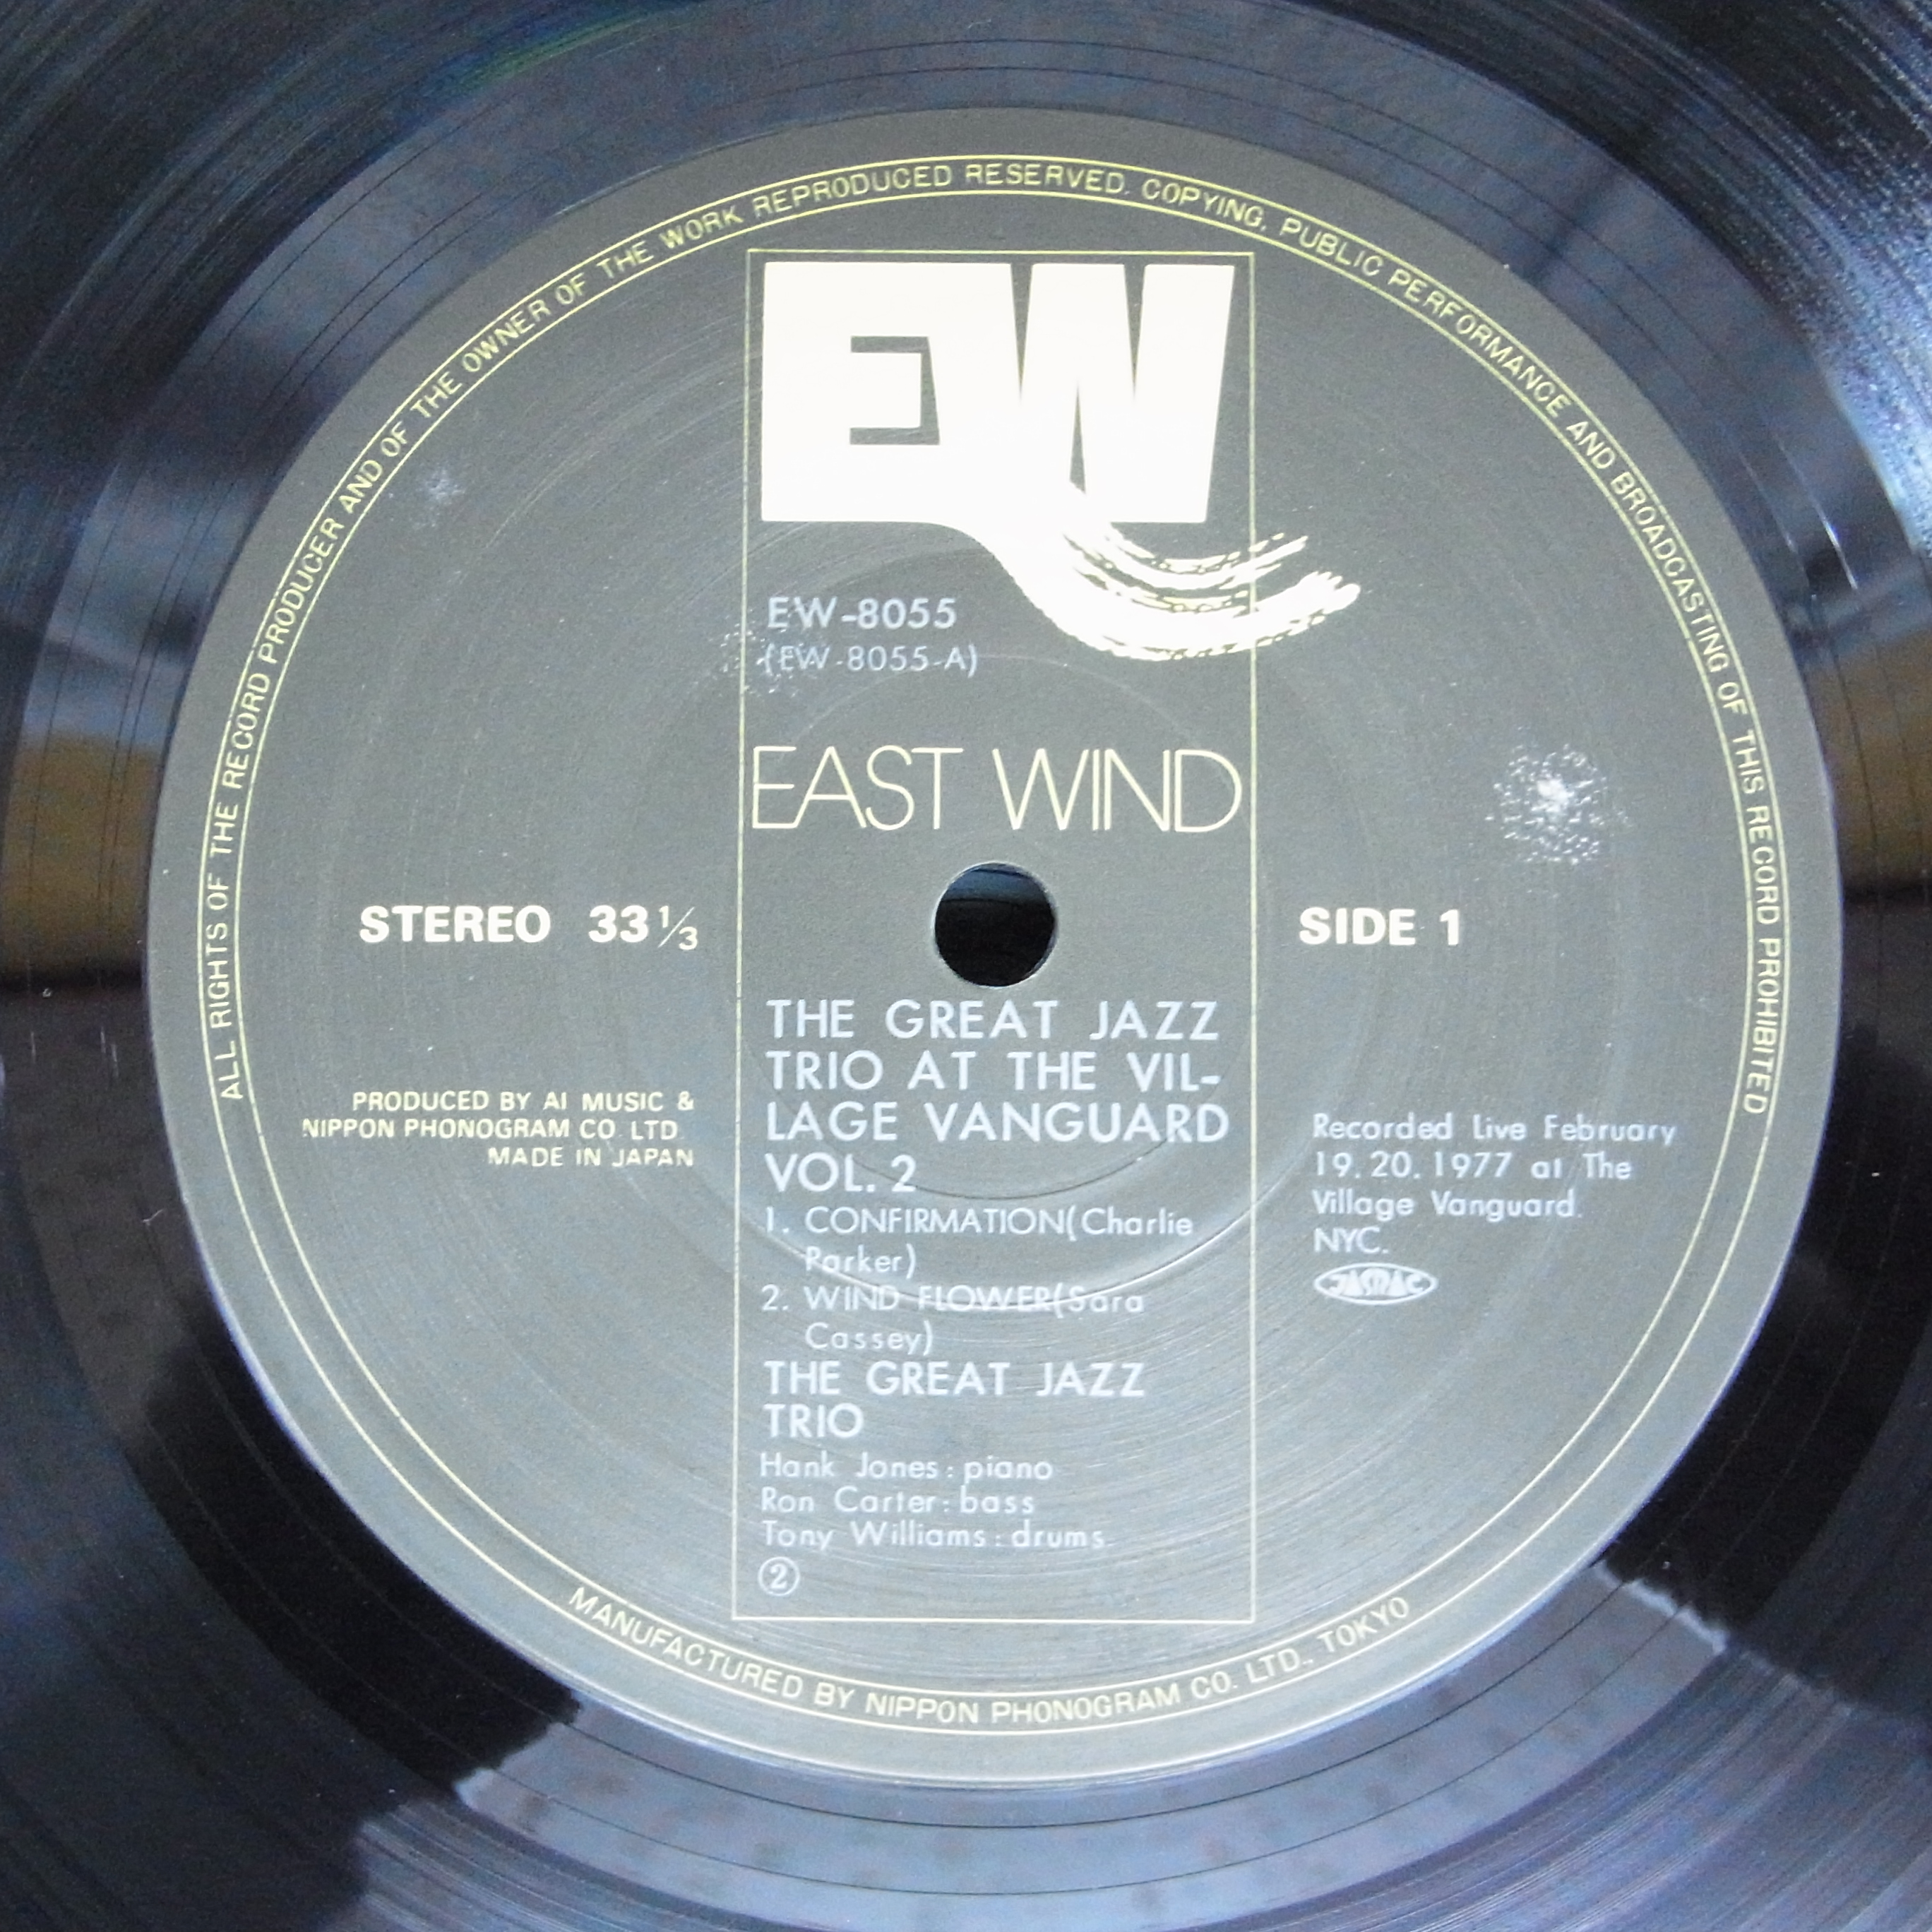 ALL RIGHTS OF THE RECORD PRODUCER AND OF THE OWNER OF THE WORK REPRODUCED RESERVED. COPYING, PUBLIC PERFORMANCE AND BROADCASTING OF THIS RECORD PROHIBITED
EW
EW-8055
(EW-8055-A)
EAST WIND
STEREO 33⅓
SIDE 1
PRODUCED BY AI MUSIC &
NIPPON PHONOGRAM CO. LTD.
MADE IN JAPAN
THE GREAT JAZZ
TRIO AT THE VIL-
LAGE VANGUARD
VOL. 2
1. CONFIRMATION(Charlie
Parker)
2. WIND FLOWER(Sara
Cassey)
THE GREAT JAZZ
TRIO
Hank Jones : piano
Ron Carter : bass
Tony Williams : drums
②
Recorded Live February
19. 20. 1977 at The
Village Vanguard.
NYC.
JASRAC
MANUFACTURED BY NIPPON PHONOGRAM CO. LTD., TOKYO